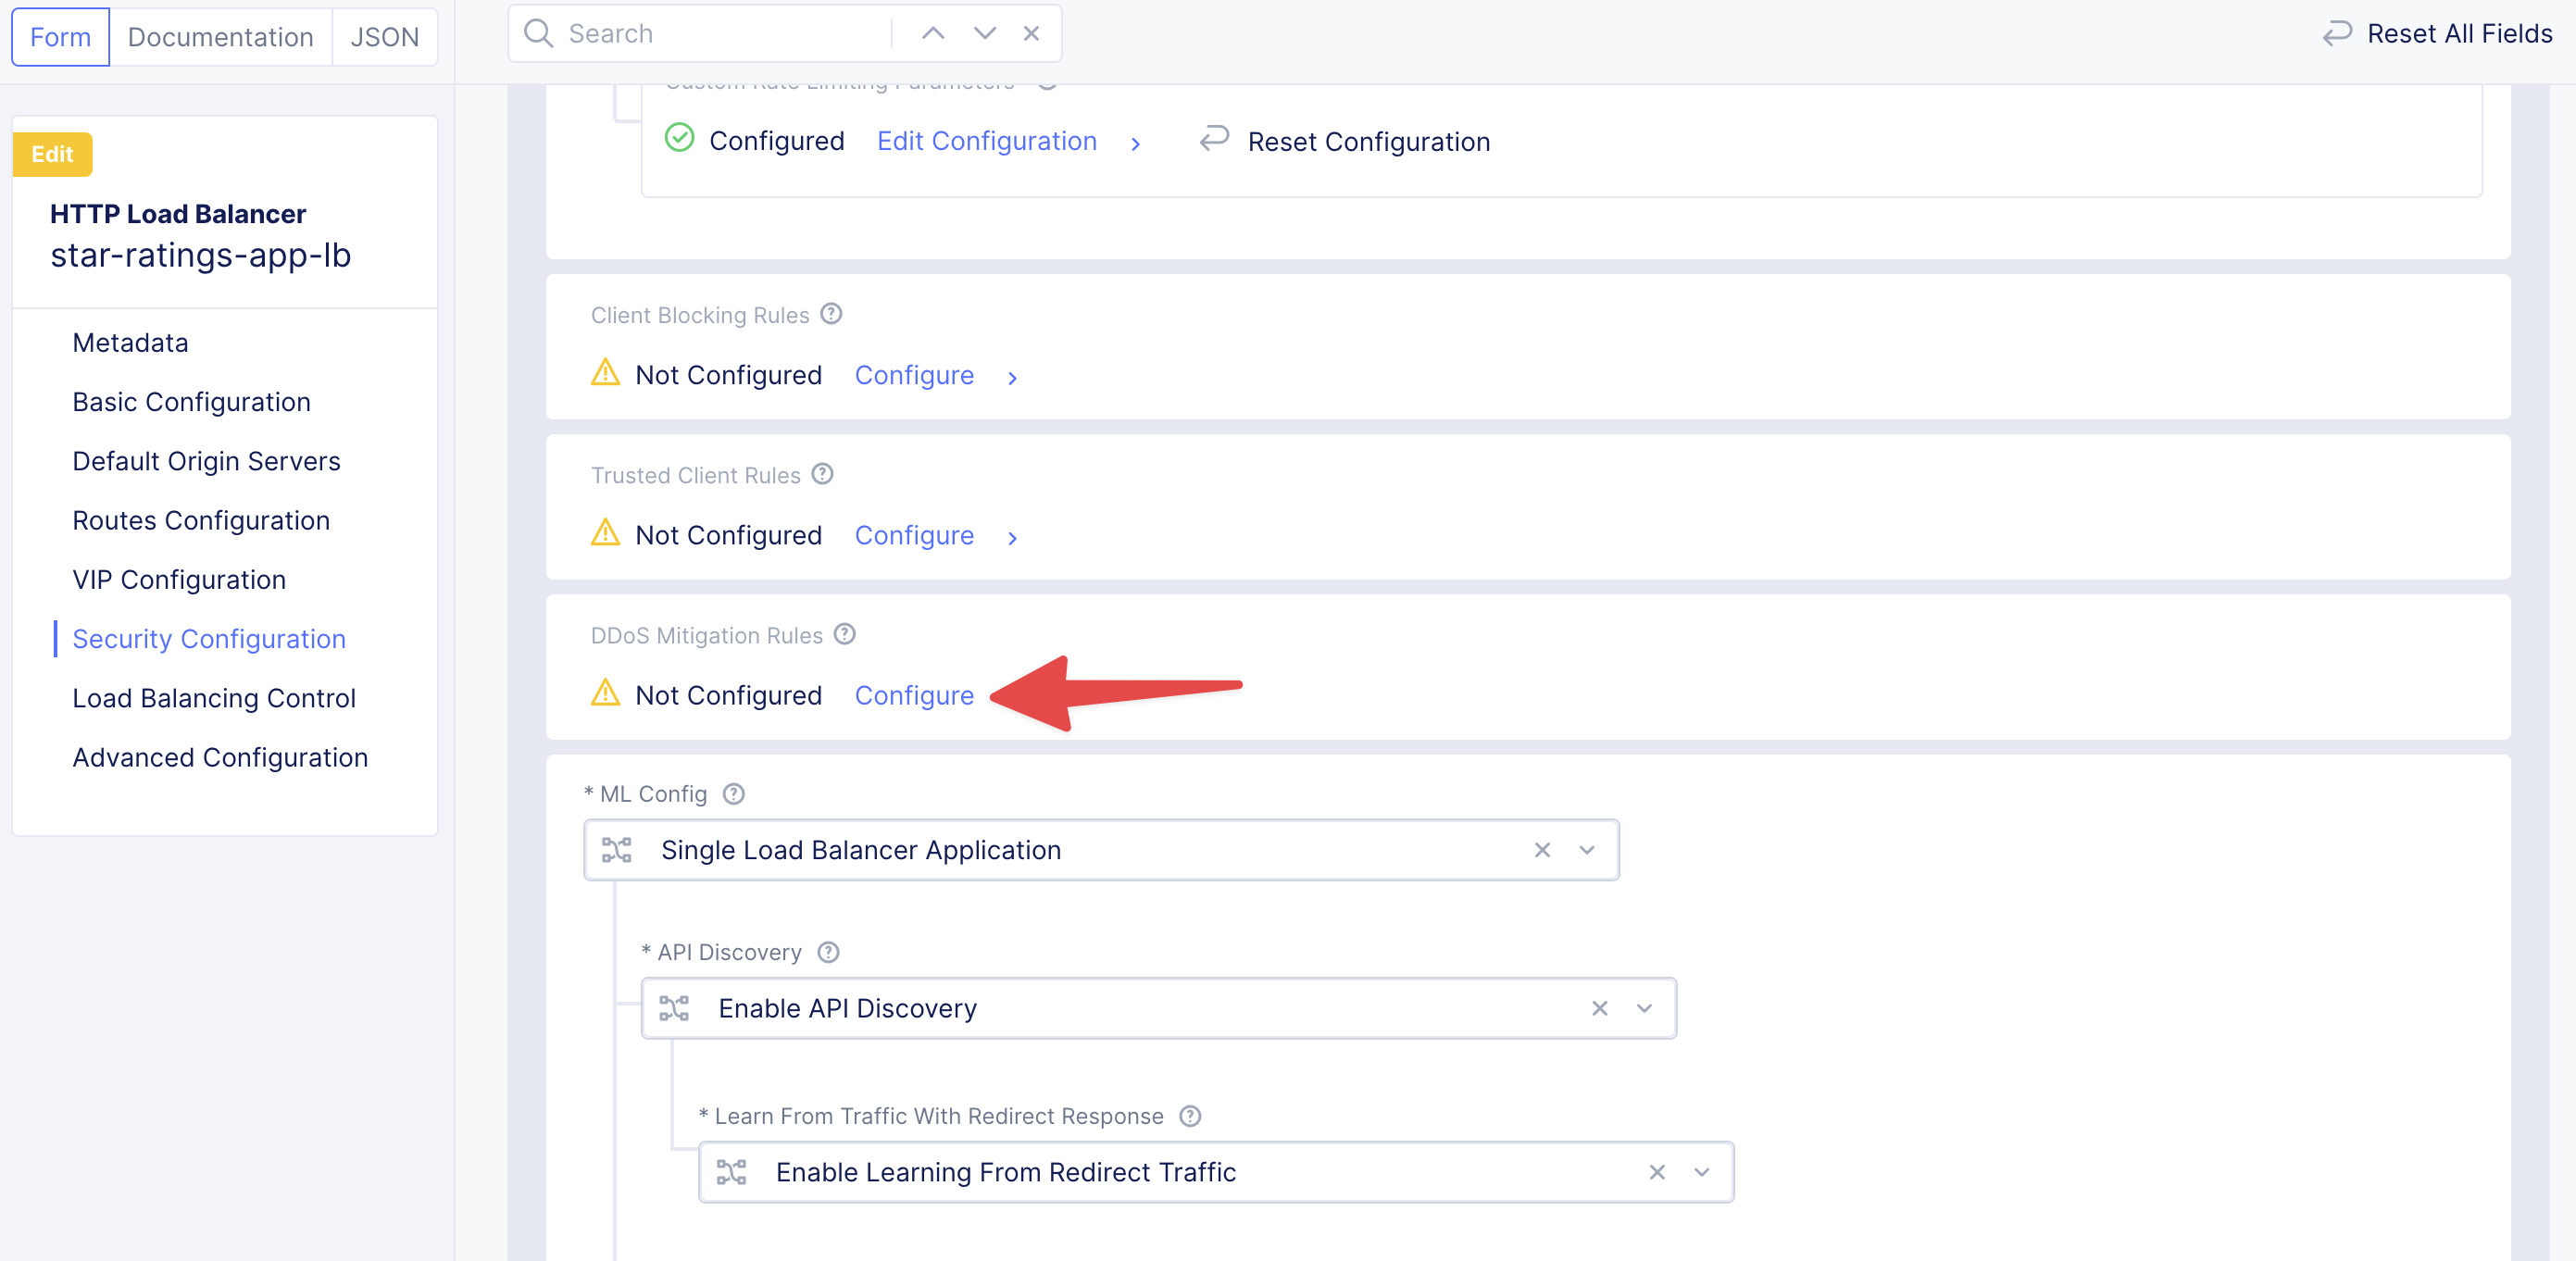 Form
Documentation
JSON
Search
Reset All Fields
Edit
HTTP Load Balancer
star-ratings-app-lb
Metadata
Basic Configuration
Default Origin Servers
Routes Configuration
VIP Configuration
Security Configuration
Load Balancing Control
Advanced Configuration
Custom Rate Limiting Parameters
Configured Edit Configuration Reset Configuration
Client Blocking Rules
Not Configured Configure
Trusted Client Rules
Not Configured Configure
DDoS Mitigation Rules
Not Configured Configure
* ML Config
Single Load Balancer Application
* API Discovery
Enable API Discovery
* Learn From Traffic With Redirect Response
Enable Learning From Redirect Traffic